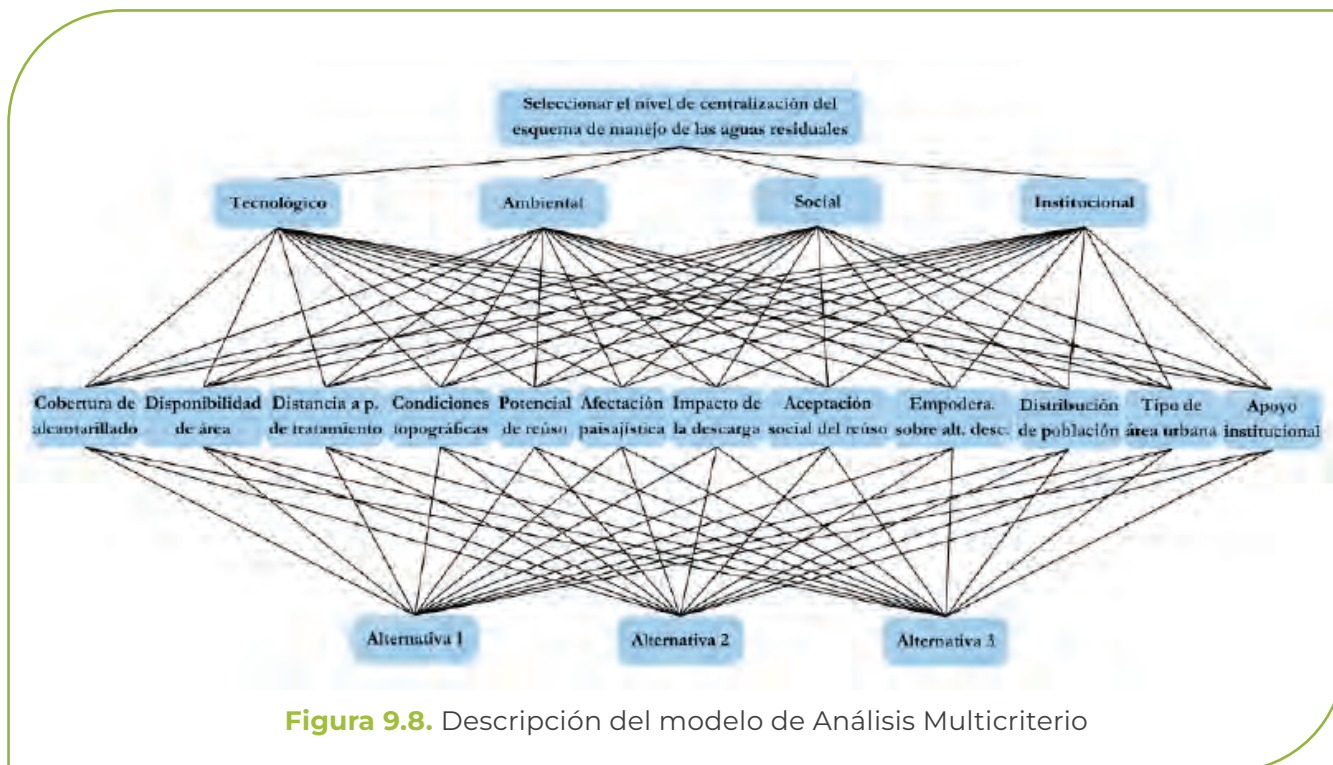 Seleccionar el nivel de centralización del
esquema de manejo de las aguas residuales
Tecnológico
Ambiental
Social
Institucional
Cobertura de
alcantarillado
Disponibilidad
de área
Distancia a p.
de tratamiento
Condiciones
topográficas
Potencial
de reúso
Afectación
paisajística
Impacto de
la descarga
Aceptación
social del reúso
Empodera.
sobre alt. desc.
Distribución
de población
Tipo de
área urbana
Apoyo
institucional
Alternativa 1
Alternativa 2
Alternativa 3
Figura 9.8. Descripción del modelo de Análisis Multicriterio